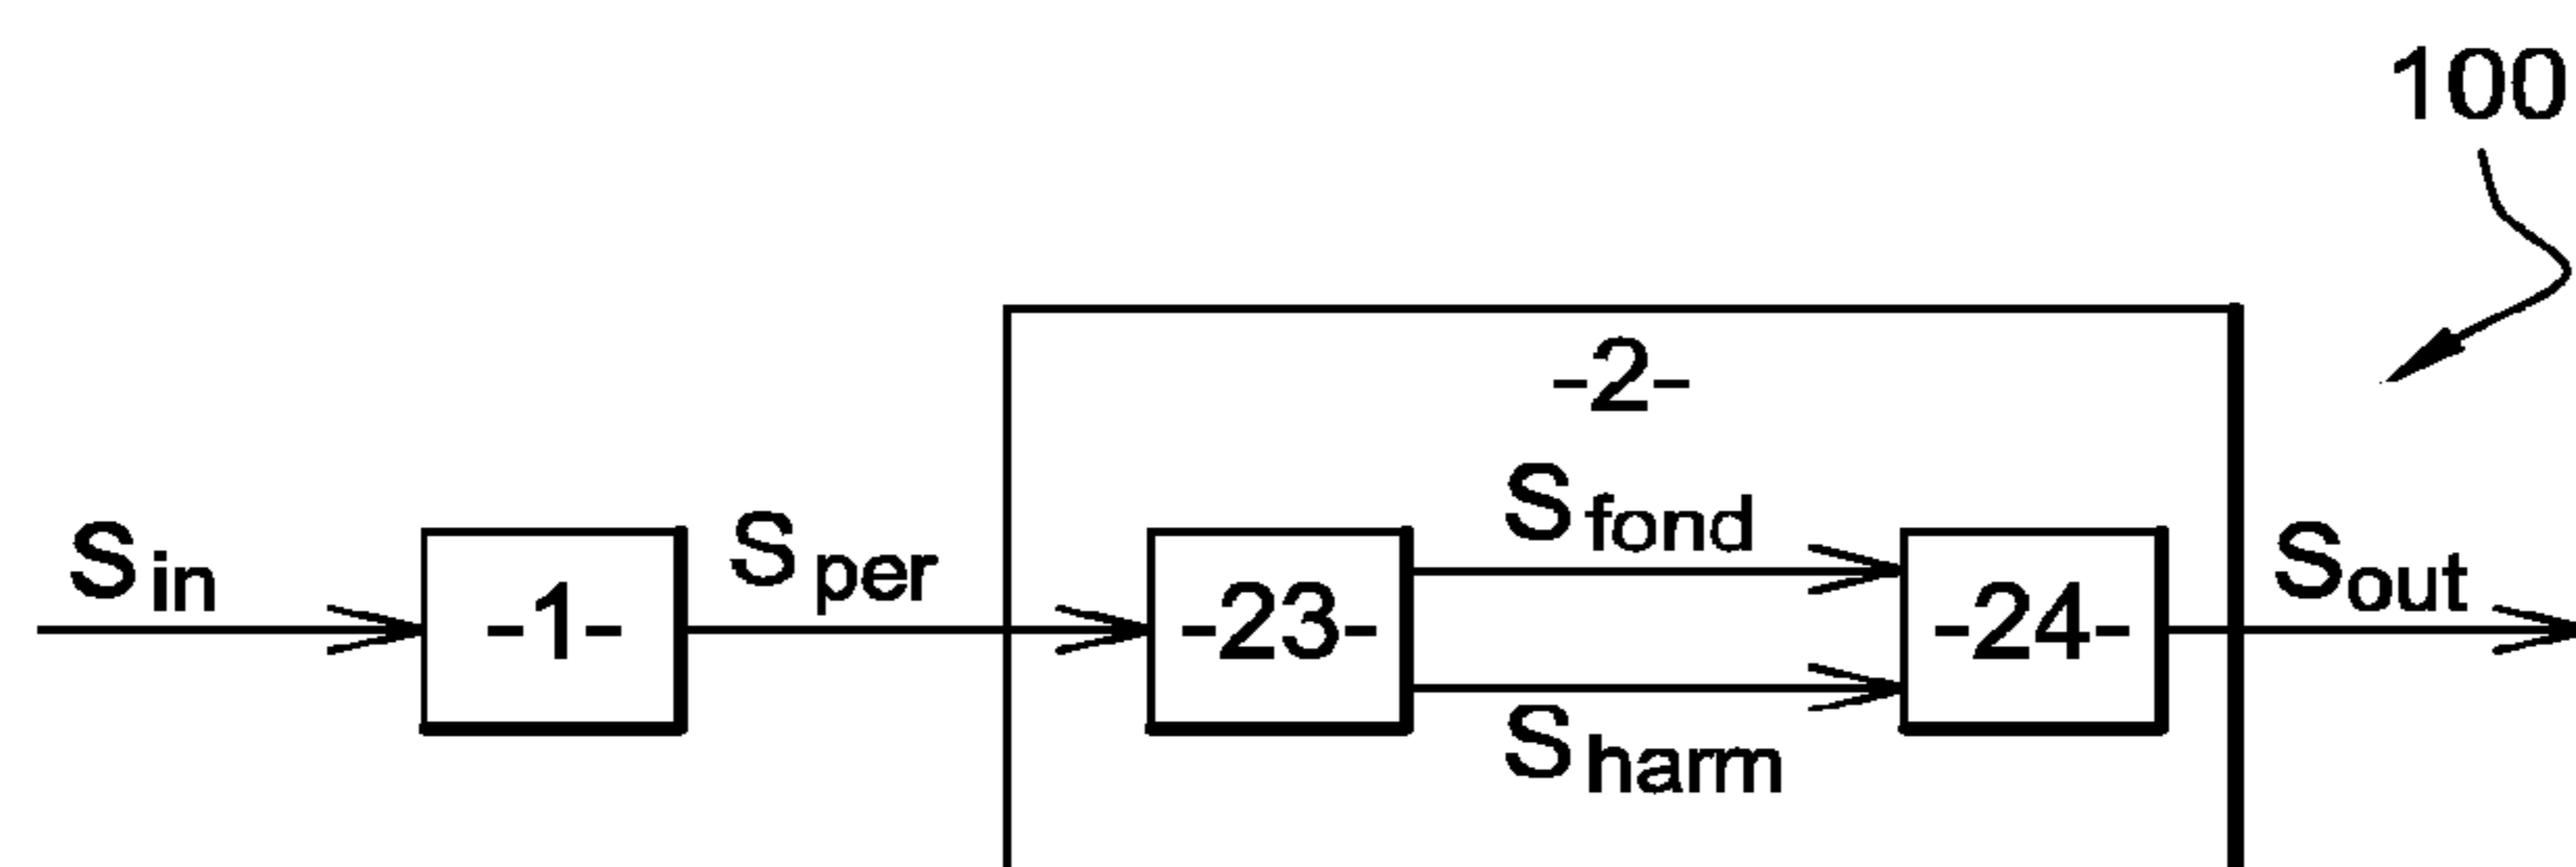 100
-2-
S fond
S in
S per
S out
-1-
-23-
-24-
S harm